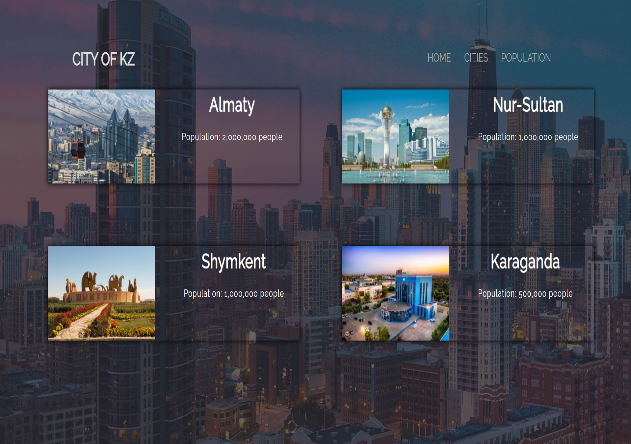 CITY OF KZ
HOME CITIES POPULATION
Almaty
Population: 2,000,000 people
Nur-Sultan
Population: 1,000,000 people
Shymkent
Population: 1,000,000 people
Karaganda
Population: 500,000 people